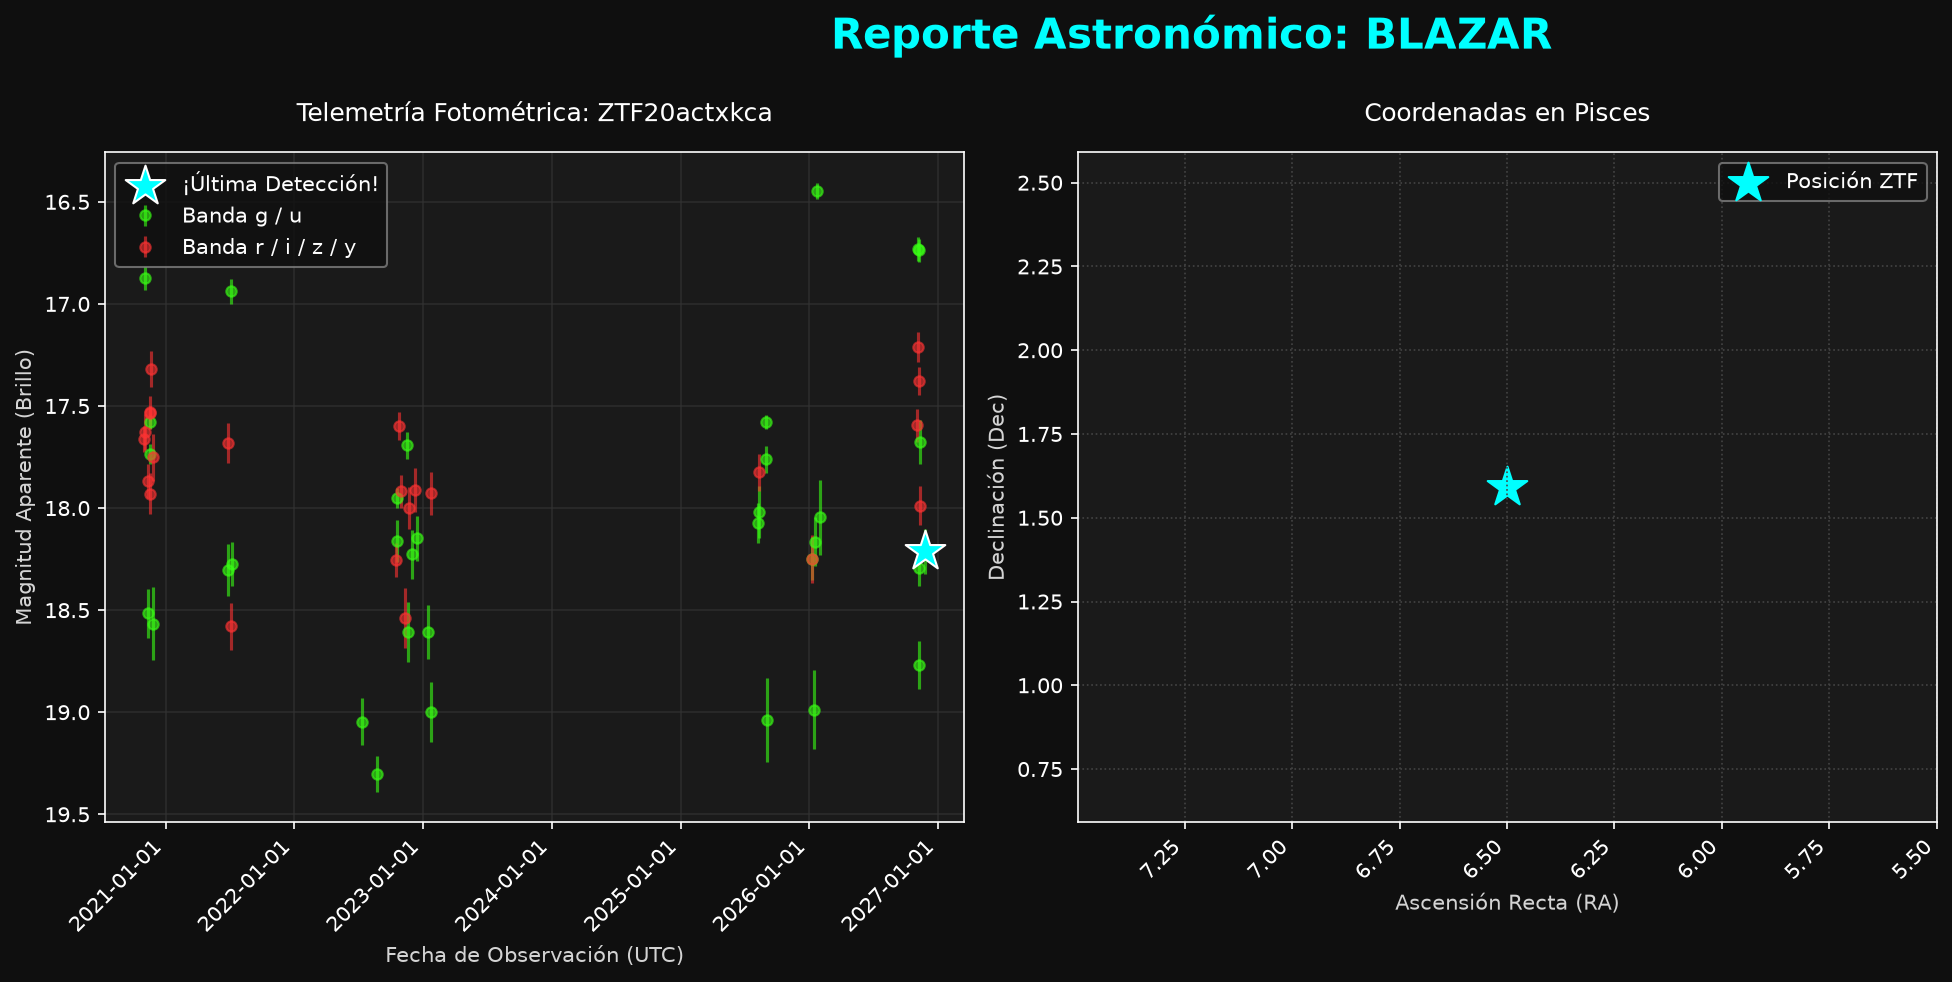 Reporte Astronómico: BLAZAR
Telemetría Fotométrica: ZTF20actxkca
¡Última Detección!
Banda g / u
Banda r / i / z / y
Magnitud Aparente (Brillo)
16.5
17.0
17.5
18.0
18.5
19.0
19.5
2021-01-01
2022-01-01
2023-01-01
2024-01-01
2025-01-01
2026-01-01
2027-01-01
Fecha de Observación (UTC)
Coordenadas en Pisces
Posición ZTF
Declinación (Dec)
2.50
2.25
2.00
1.75
1.50
1.25
1.00
0.75
7.25
7.00
6.75
6.50
6.25
6.00
5.75
5.50
Ascensión Recta (RA)